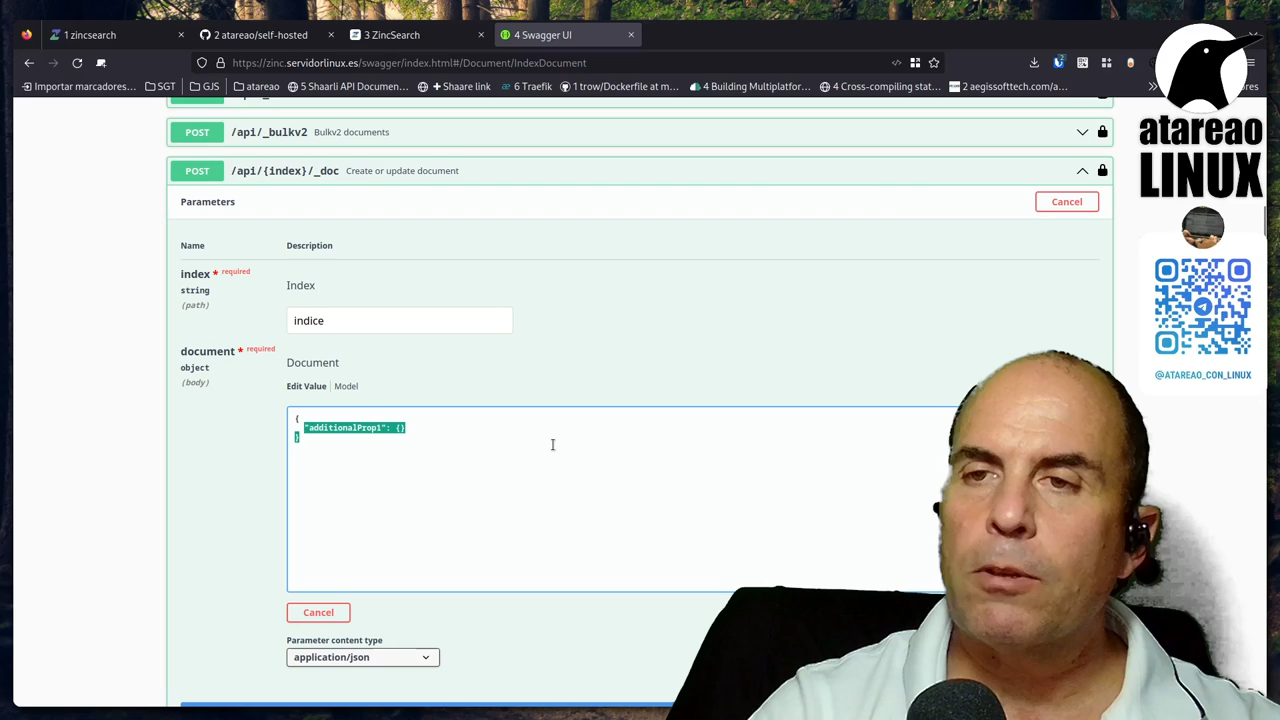 1 zincsearch
2 atareao/self-hosted
3 ZincSearch
4 Swagger UI
https://zinc.servidorlinux.es/swagger/index.html#/Document/IndexDocument
Importar marcadores...
SGT
GJS
atareao
5 Shaarli API Documen...
Share link
6 Traefik
1 trow/Dockerfile at m...
4 Building Multiplatfor...
4 Cross-compiling stat...
2 aegissofttech.com/a...
POST /api/_bulkv2 Bulkv2 documents
POST /api/{index}/_doc Create or update document
Parameters
Cancel
Name Description
index * required
string
(path)
Index
indice
document * required
object
(body)
Document
Edit Value | Model
{
"additionalProp1": {}
}
Cancel
Parameter content type
application/json
atareao
LINUX
@ATAREAO_CON_LINUX